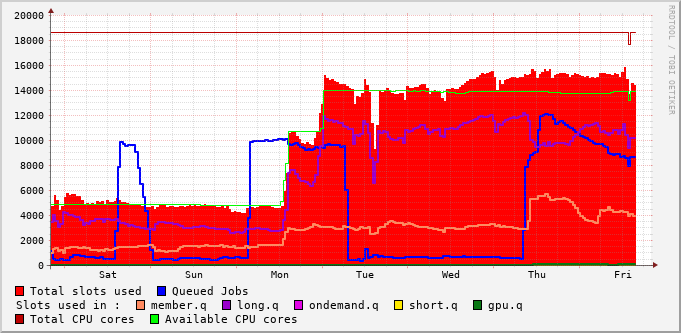 RRDTOOL / TOBI OETIKER
20000
18000
16000
14000
12000
10000
8000
6000
4000
2000
0
Sat Sun Mon Tue Wed Thu Fri
Total slots used Queued Jobs
Slots used in : member.q long.q ondemand.q short.q gpu.q
Total CPU cores Available CPU cores